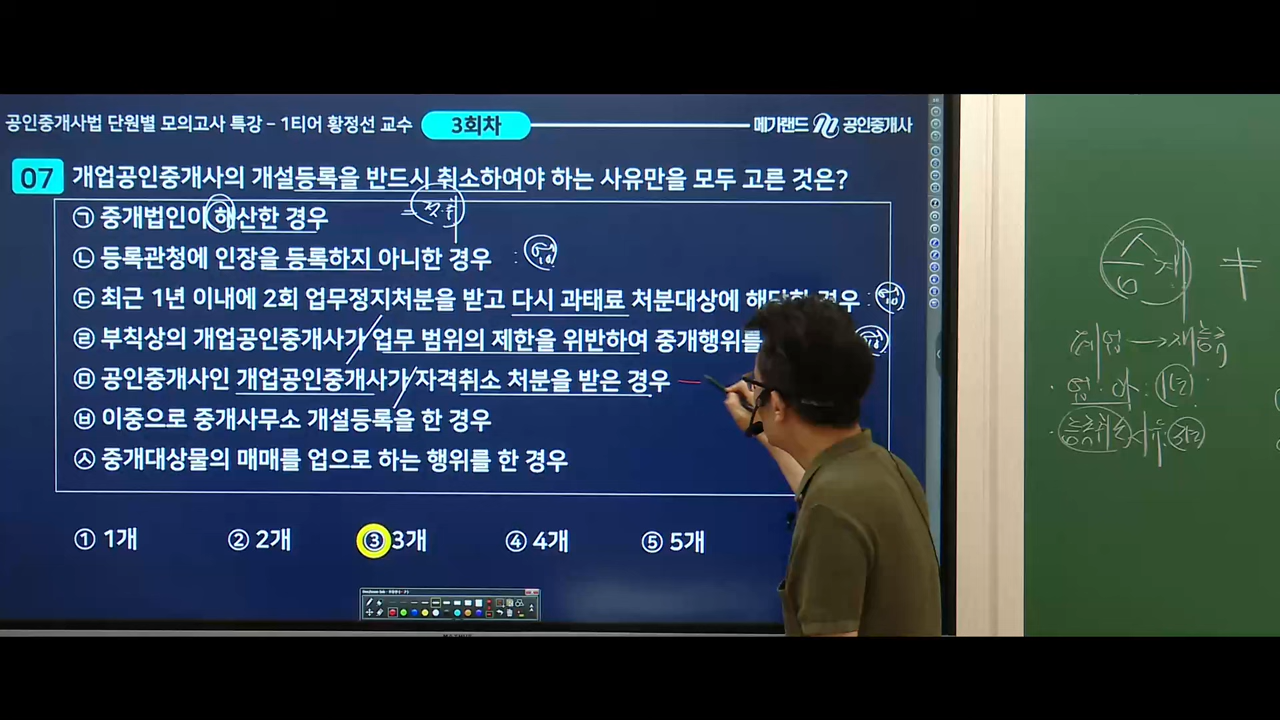 공인중개사법 단원별 모의고사 특강 – 1티어 황정선 교수 3회차 메가랜드 공인중개사
07 개업공인중개사의 개설등록을 반드시 취소하여야 하는 사유만을 모두 고른 것은?
㉠ 중개법인이 해산한 경우
㉡ 등록관청에 인장을 등록하지 아니한 경우
㉢ 최근 1년 이내에 2회 업무정지처분을 받고 다시 과태료 처분대상에 해당한 경우
㉣ 부칙상의 개업공인중개사가 업무 범위의 제한을 위반하여 중개행위를
㉤ 공인중개사인 개업공인중개사가 자격취소 처분을 받은 경우
㉥ 이중으로 중개사무소 개설등록을 한 경우
㉦ 중개대상물의 매매를 업으로 하는 행위를 한 경우
① 1개 ② 2개 ③ 3개 ④ 4개 ⑤ 5개